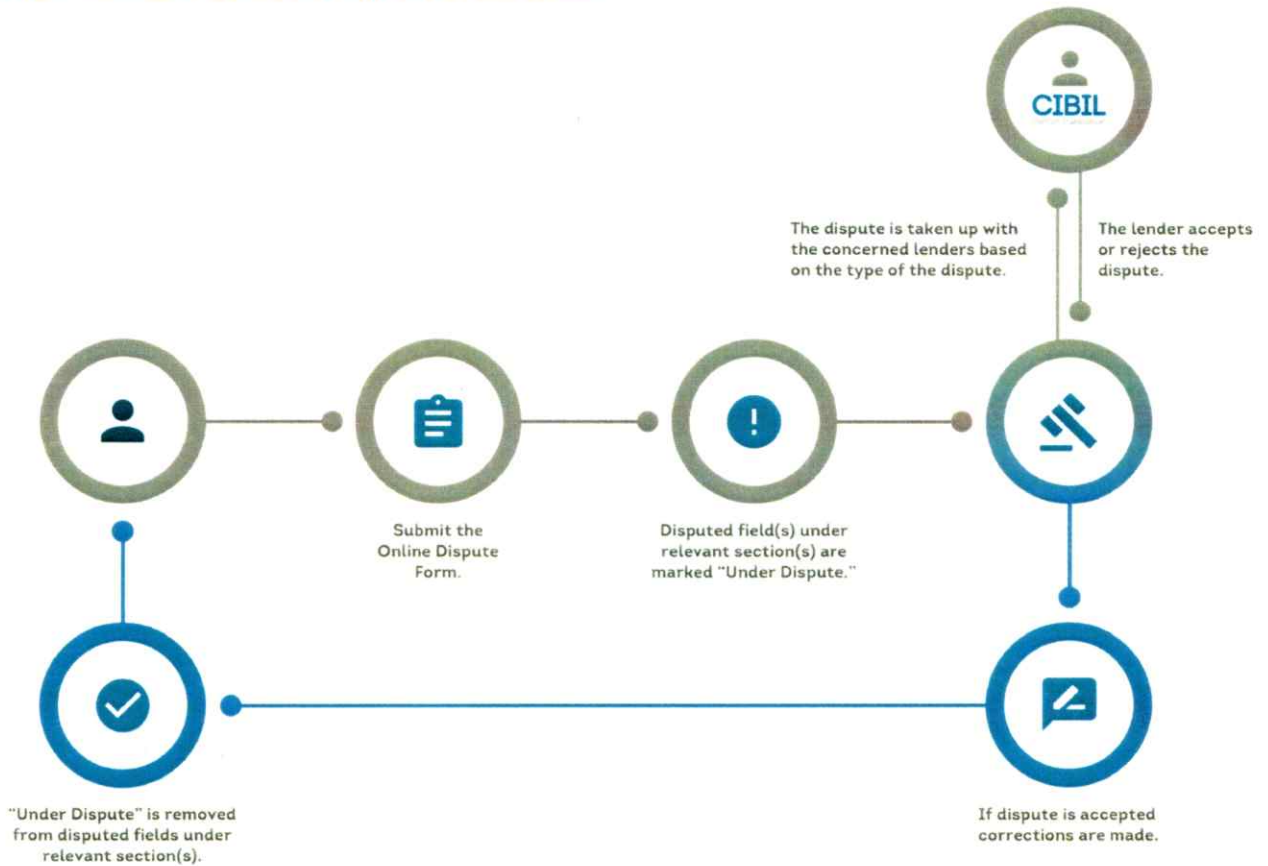 CIBIL
The dispute is taken up with
the concerned lenders based
on the type of the dispute.
The lender accepts
or rejects the
dispute.
Submit the
Online Dispute
Form.
Disputed field(s) under
relevant section(s) are
marked "Under Dispute."
"Under Dispute" is removed
from disputed fields under
relevant section(s).
If dispute is accepted
corrections are made.